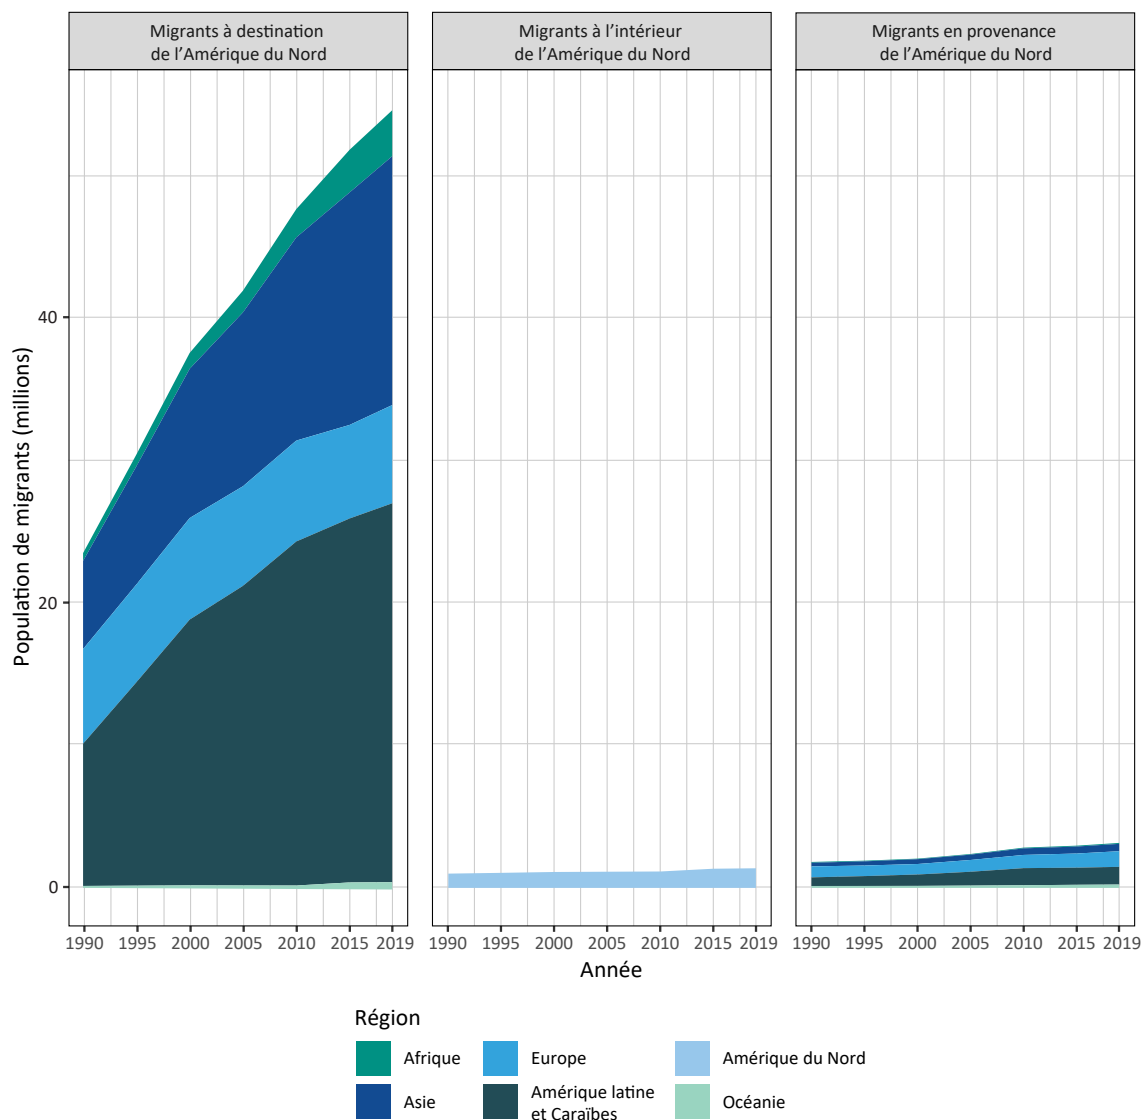 Migrants à destination
de l’Amérique du Nord
Migrants à l’intérieur
de l’Amérique du Nord
Migrants en provenance
de l’Amérique du Nord
Population de migrants (millions)
40
20
0
1990 1995 2000 2005 2010 2015 2019
1990 1995 2000 2005 2010 2015 2019
1990 1995 2000 2005 2010 2015 2019
Année
Région
Afrique
Europe
Amérique du Nord
Asie
Amérique latine
et Caraïbes
Océanie